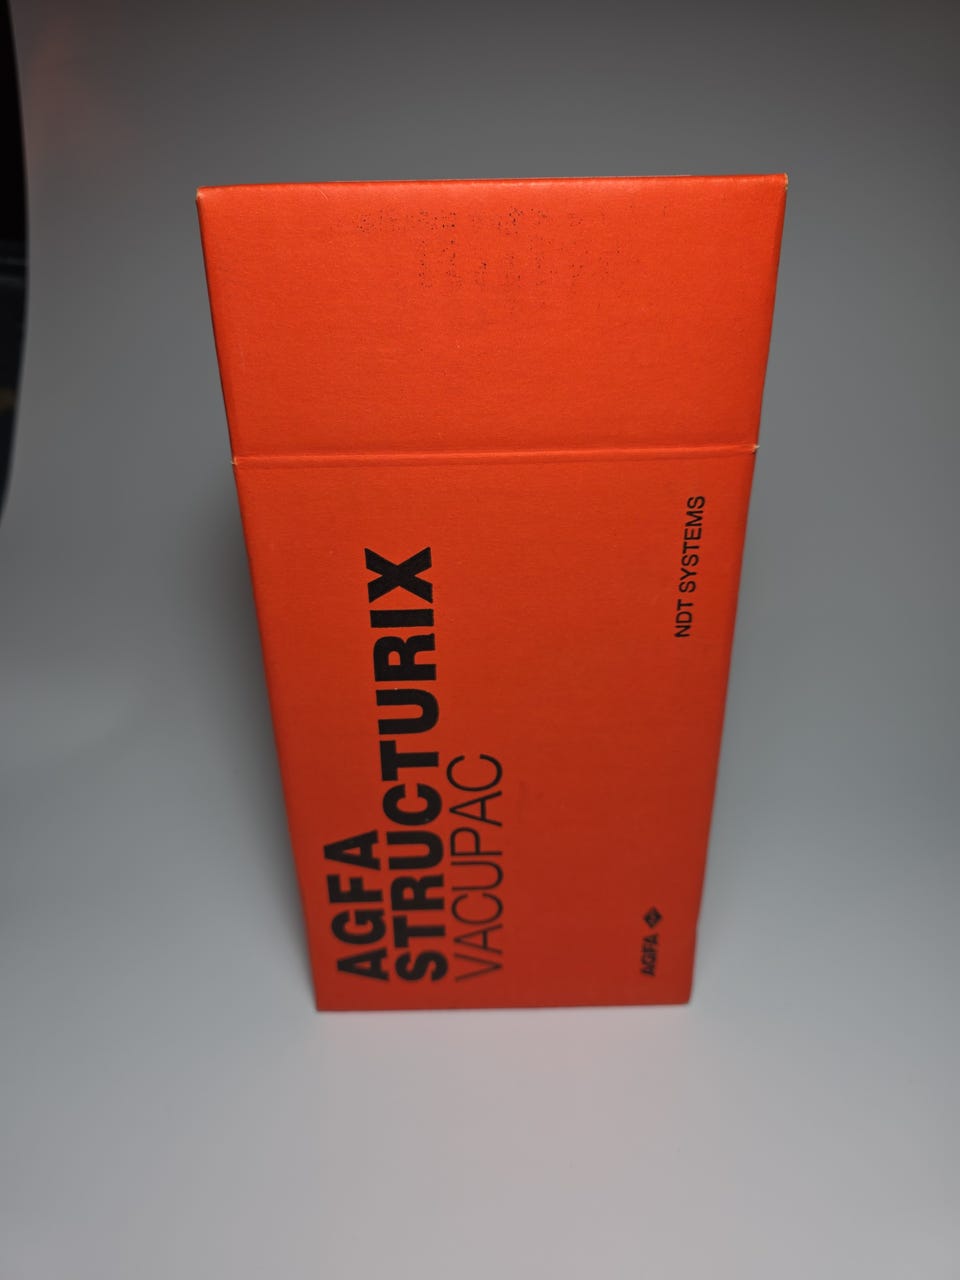 AGFA
STRUCTURIX
VACUPAC
NDT SYSTEMS
AGFA